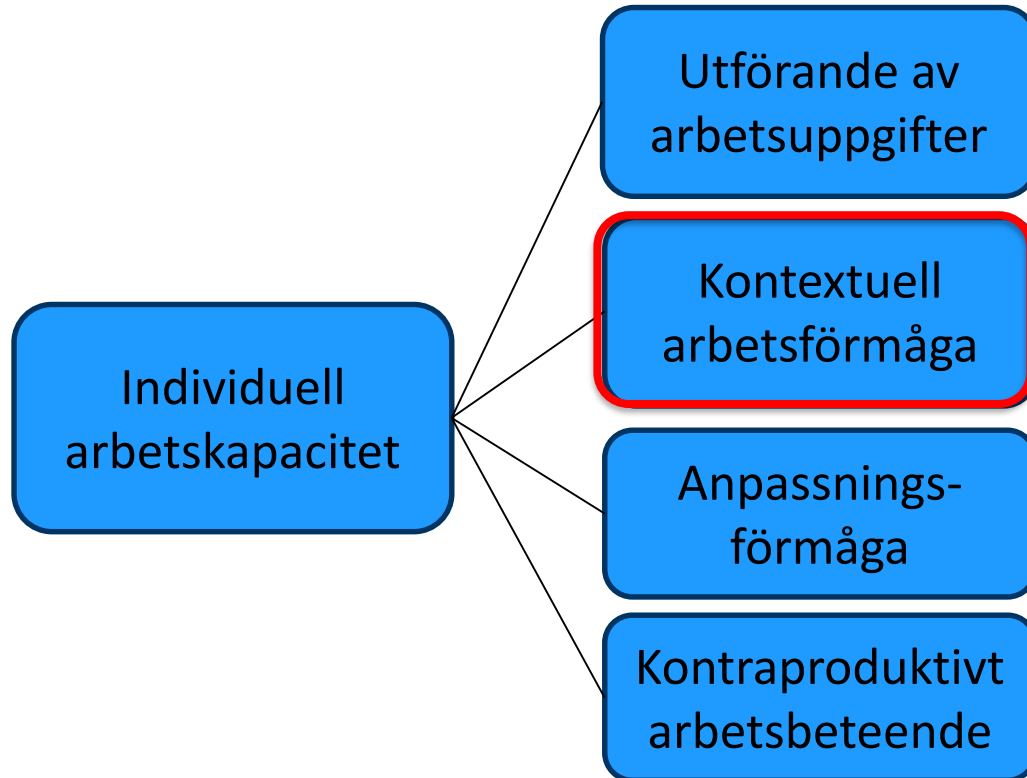 Utförande av
arbetsuppgifter
Kontextuell
arbetsförmåga
Individuell
arbetskapacitet
Anpassnings-
förmåga
Kontraproduktivt
arbetsbeteende